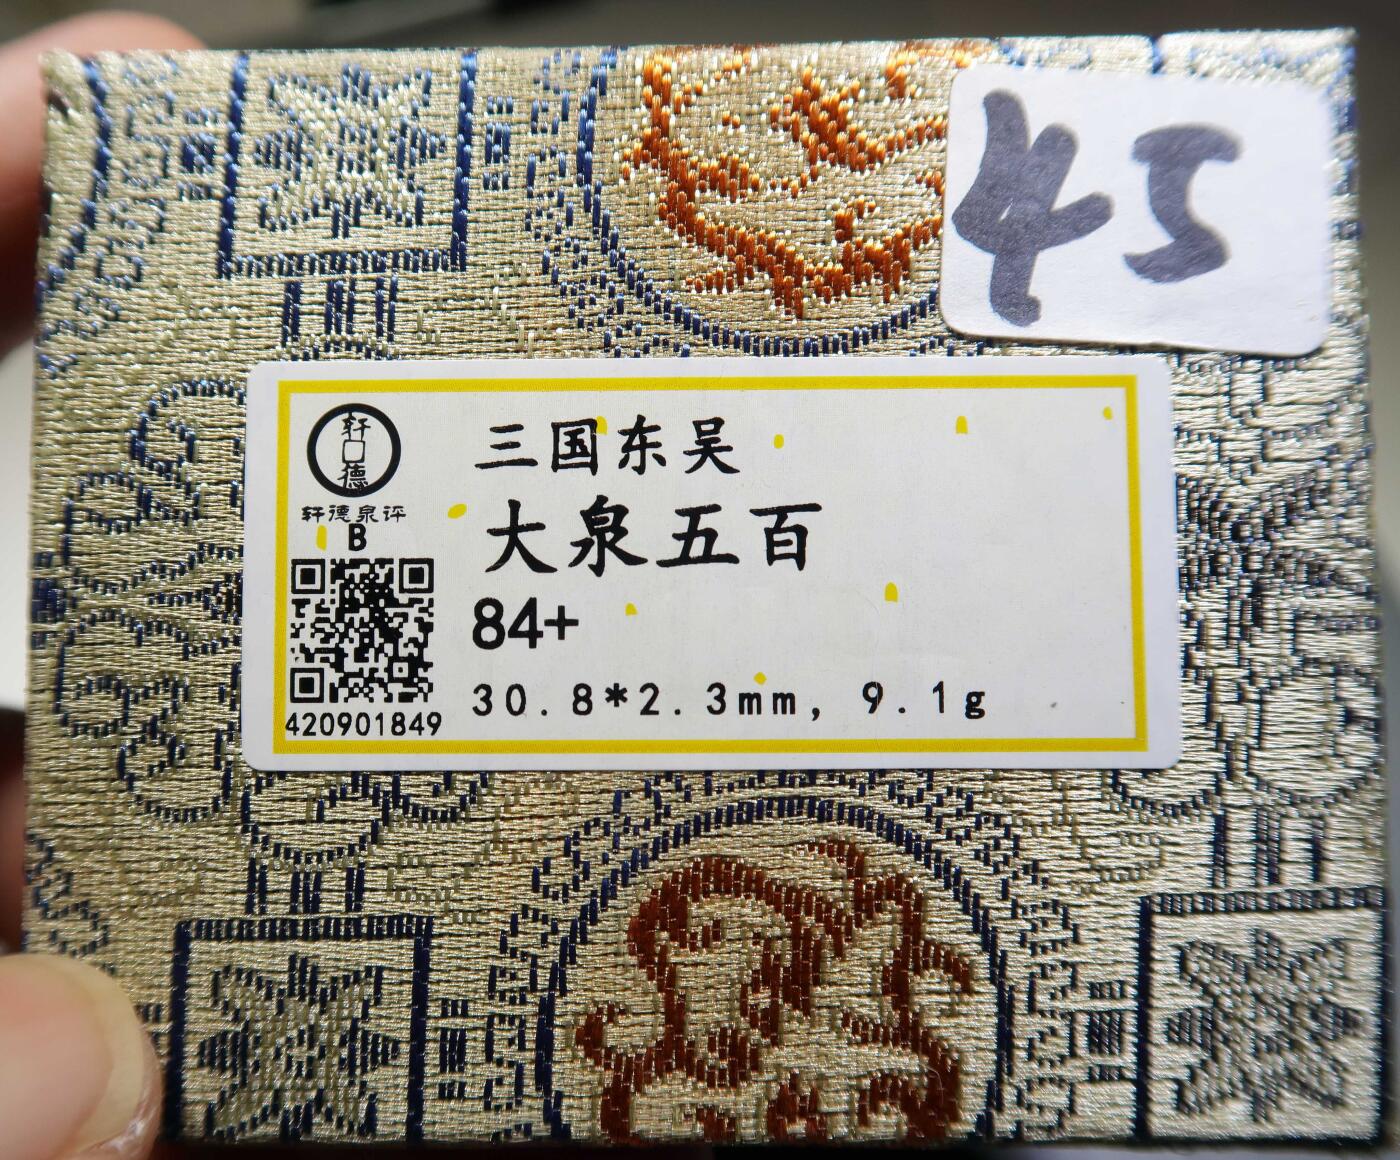 45
轩德
轩德泉评
B
420901849
三国东吴
大泉五百
84+
30.8*2.3mm, 9.1g